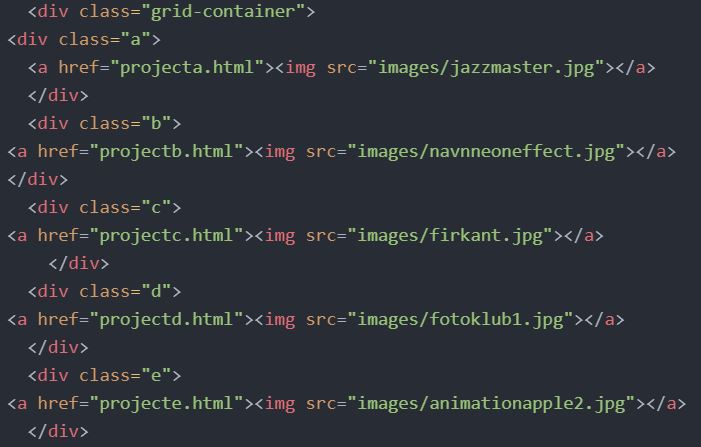 <div class="grid-container">
<div class="a">
<a href="projecta.html"><img src="images/jazzmaster.jpg"></a>
</div>
<div class="b">
<a href="projectb.html"><img src="images/navnneoneffect.jpg"></a>
</div>
<div class="c">
<a href="projectc.html"><img src="images/firkant.jpg"></a>
</div>
<div class="d">
<a href="projectd.html"><img src="images/fotoklub1.jpg"></a>
</div>
<div class="e">
<a href="projecte.html"><img src="images/animationapple2.jpg"></a>
</div>